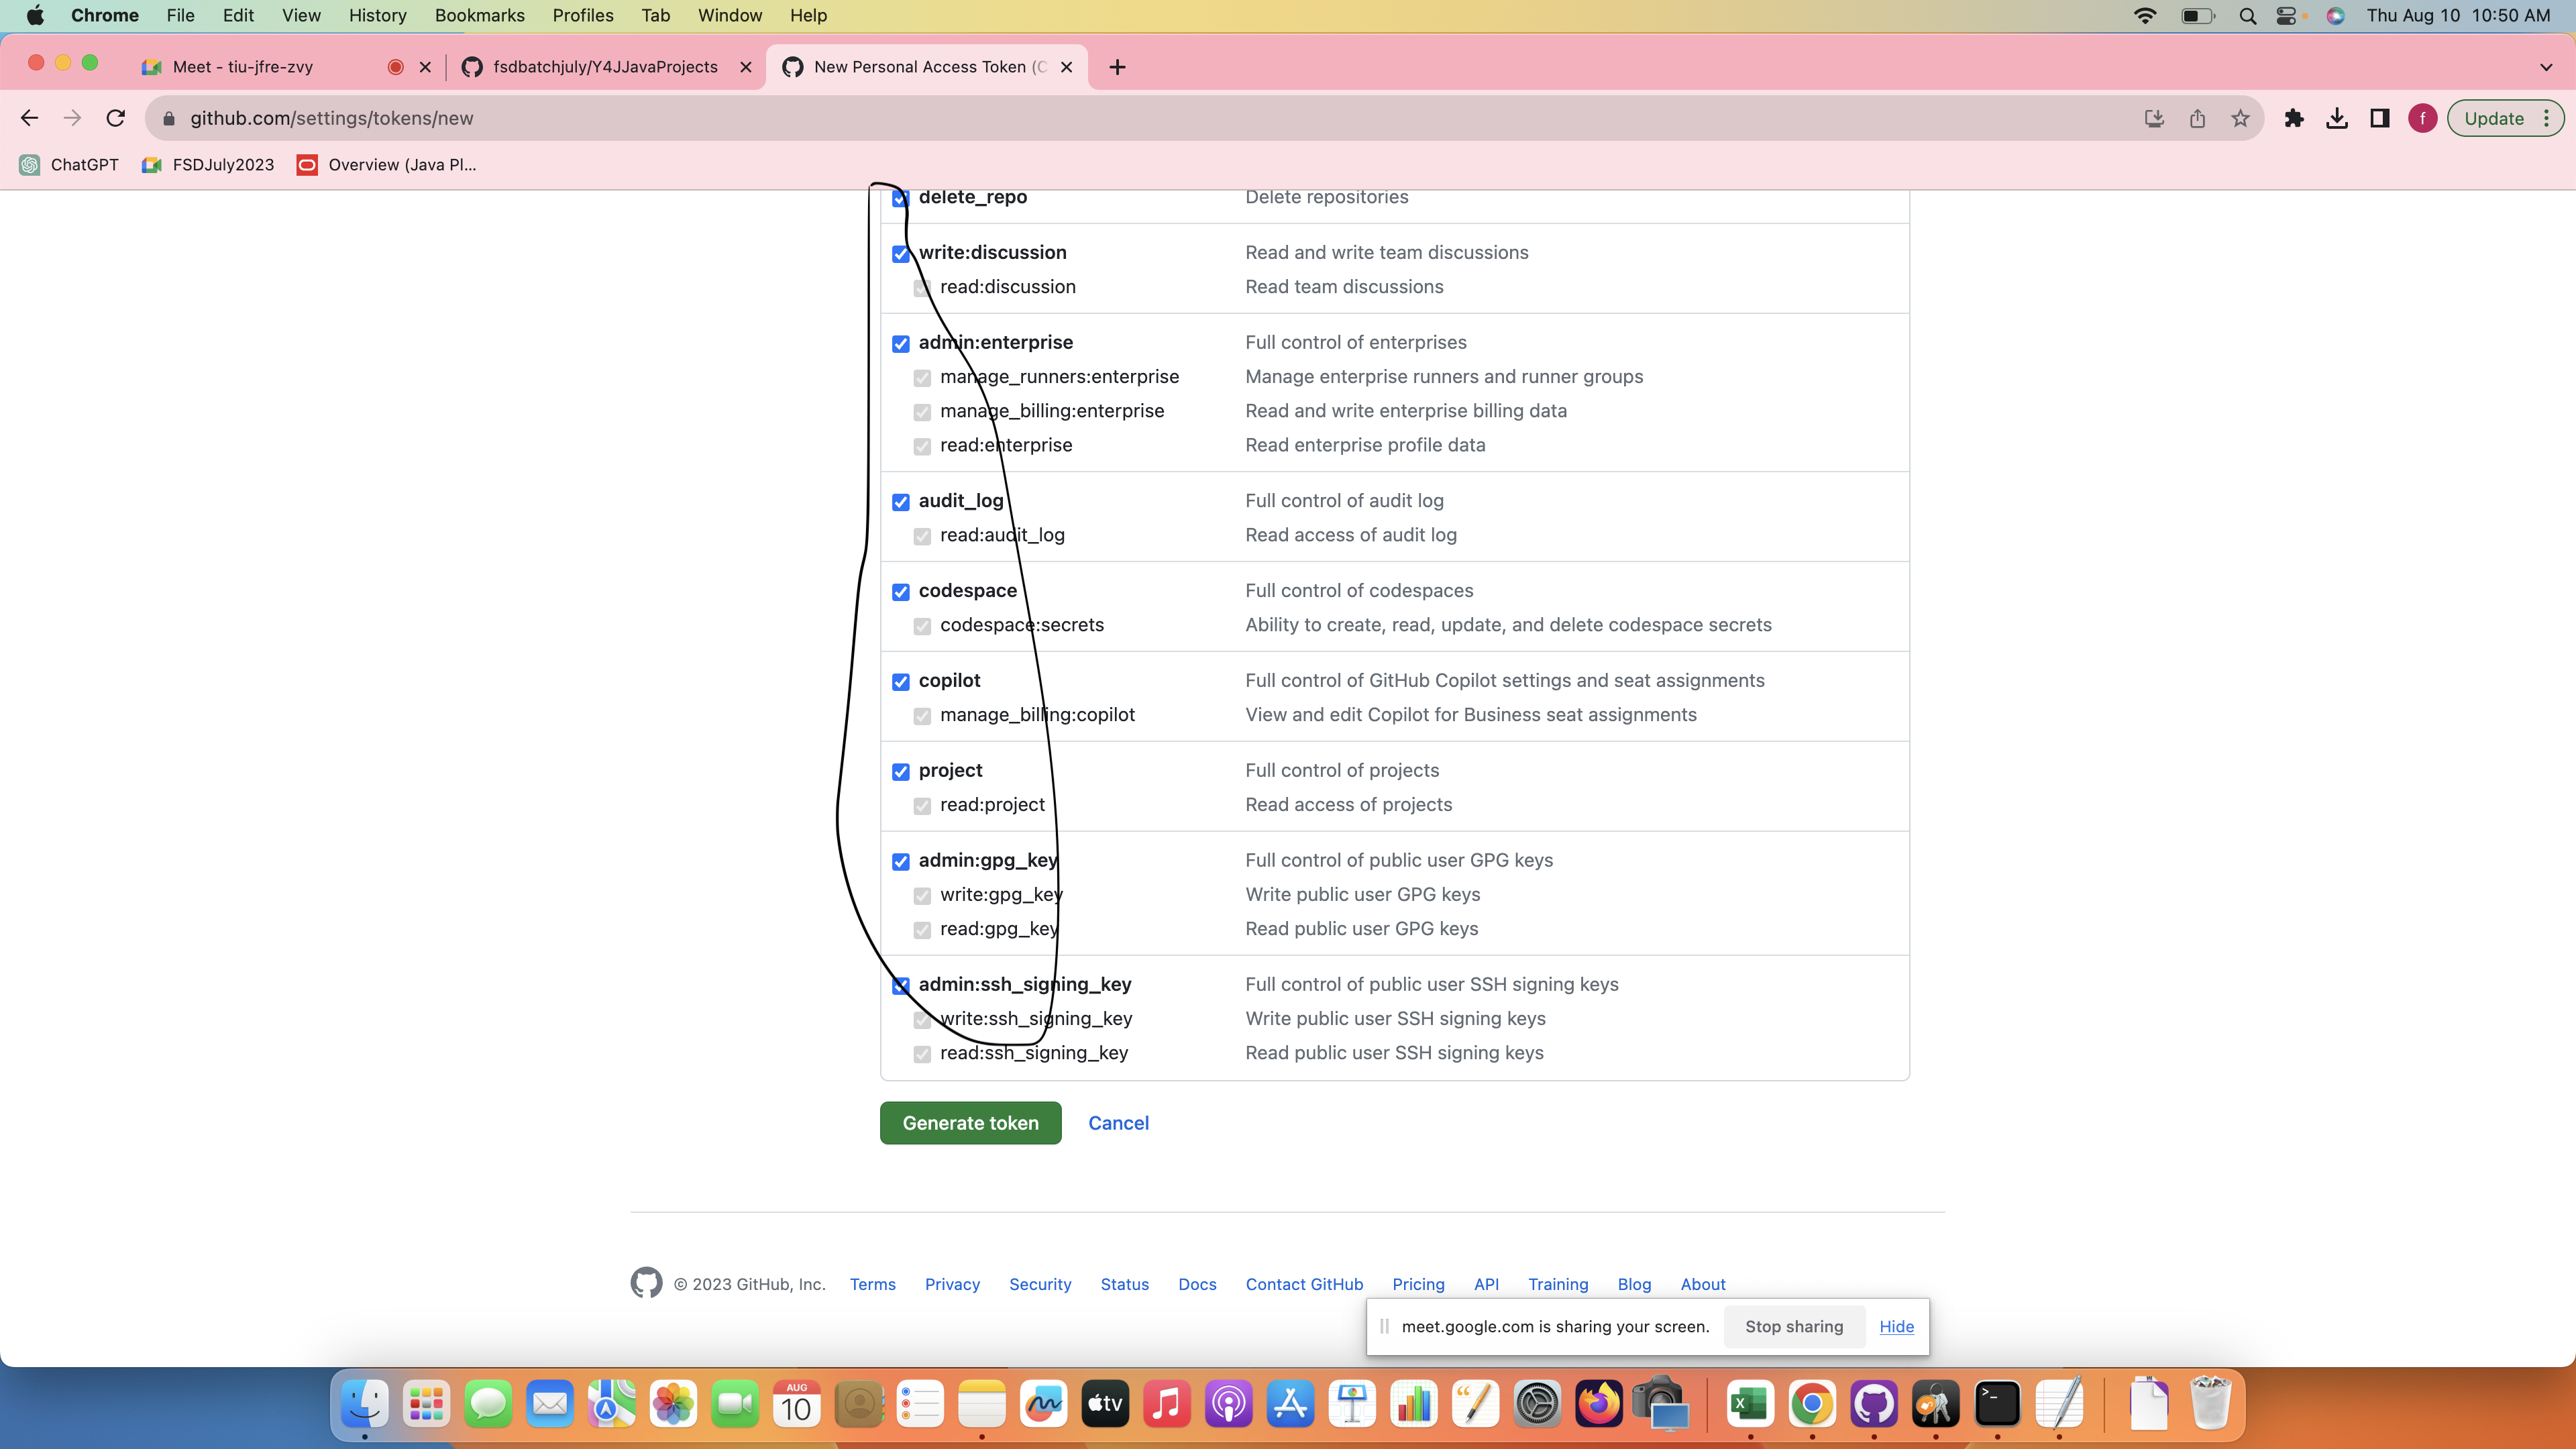 Chrome File Edit View History Bookmarks Profiles Tab Window Help Thu Aug 10 10:50 AM
Meet - tiu-jfre-zvy fsdbatchjuly/Y4JJavaProjects New Personal Access Token (C
github.com/settings/tokens/new f Update
ChatGPT FSDJuly2023 Overview (Java Pl...
delete_repo Delete repositories
write:discussion Read and write team discussions
read:discussion Read team discussions
admin:enterprise Full control of enterprises
manage_runners:enterprise Manage enterprise runners and runner groups
manage_billing:enterprise Read and write enterprise billing data
read:enterprise Read enterprise profile data
audit_log Full control of audit log
read:audit_log Read access of audit log
codespace Full control of codespaces
codespace:secrets Ability to create, read, update, and delete codespace secrets
copilot Full control of GitHub Copilot settings and seat assignments
manage_billing:copilot View and edit Copilot for Business seat assignments
project Full control of projects
read:project Read access of projects
admin:gpg_key Full control of public user GPG keys
write:gpg_key Write public user GPG keys
read:gpg_key Read public user GPG keys
admin:ssh_signing_key Full control of public user SSH signing keys
write:ssh_signing_key Write public user SSH signing keys
read:ssh_signing_key Read public user SSH signing keys
Generate token Cancel
© 2023 GitHub, Inc. Terms Privacy Security Status Docs Contact GitHub Pricing API Training Blog About
meet.google.com is sharing your screen. Stop sharing Hide
AUG
10
tv